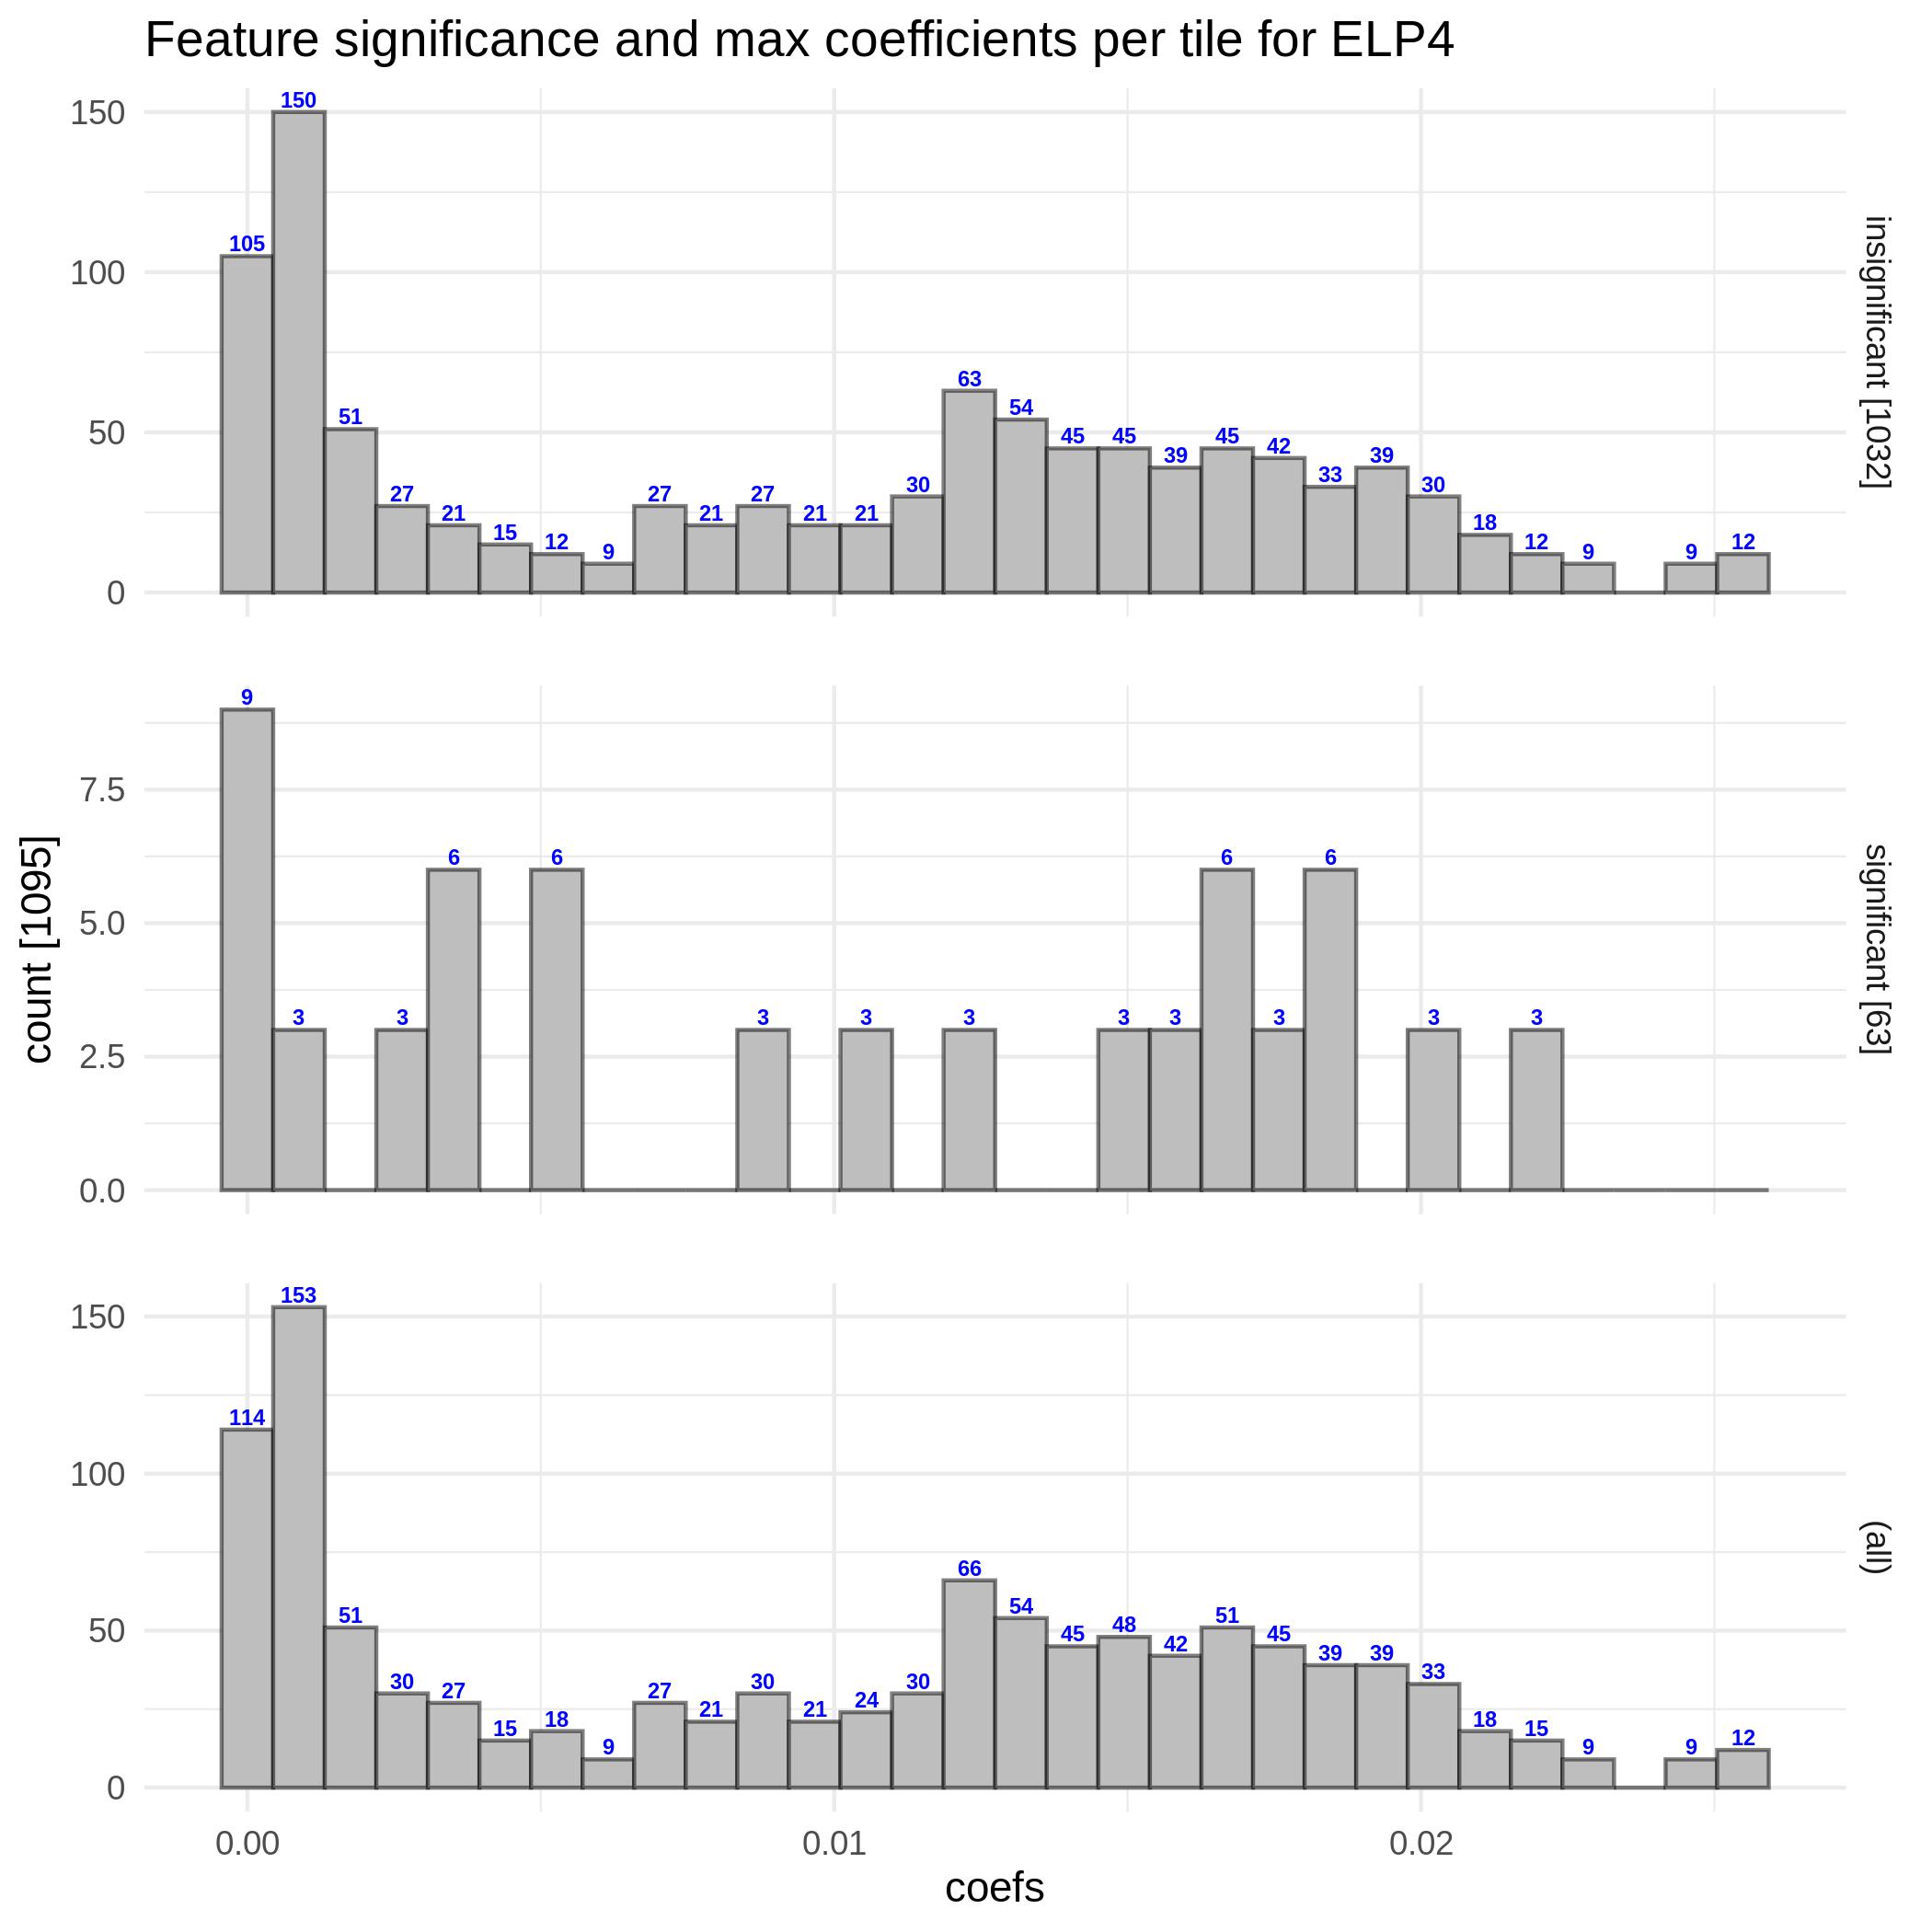 Feature significance and max coefficients per tile for ELP4
150
100
50
0
105 150 51 27 21 15 12 9 27 21 27 21 21 30 63 54 45 45 39 45 42 33 39 30 18 12 9 9 12
insignificant [1032]
count [1095]
7.5
5.0
2.5
0.0
9 3 3 6 6 3 3 3 3 3 6 3 6 3 3
significant [63]
150
100
50
0
114 153 51 30 27 15 18 9 27 21 30 21 24 30 66 54 45 48 42 51 45 39 39 33 18 15 9 9 12
(all)
0.00 0.01 0.02
coefs